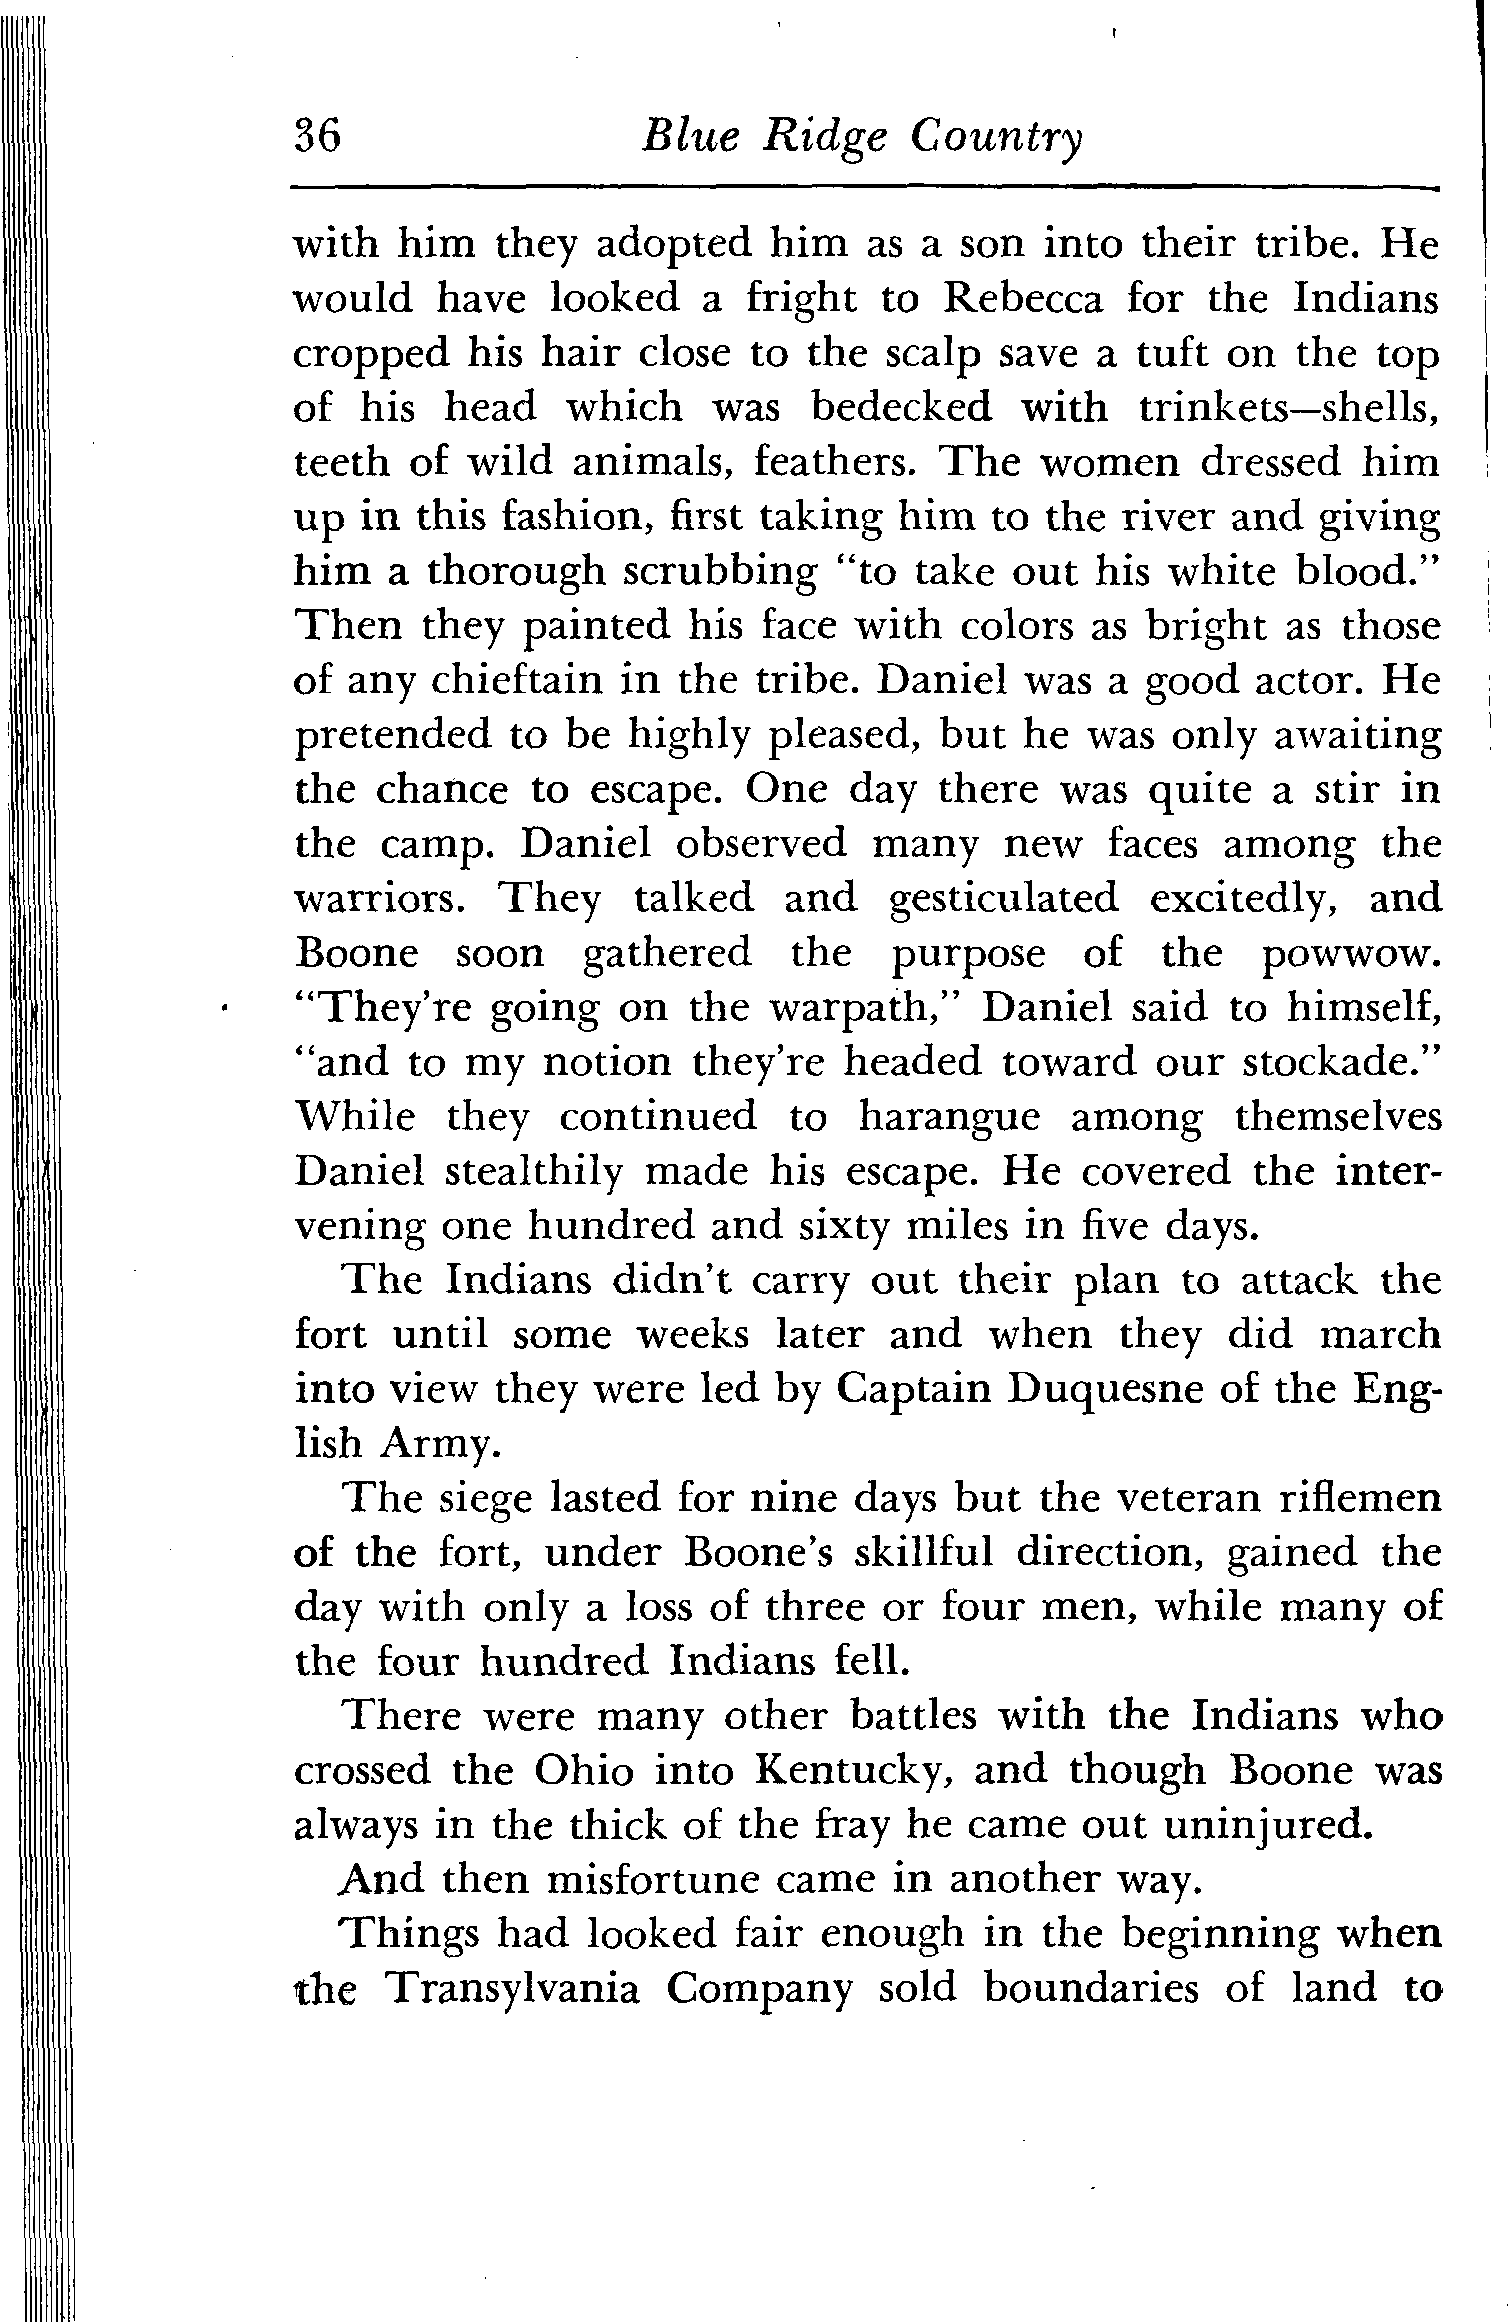 36 Blue Ridge Country
with him they adopted him as a son into their tribe. He
would have looked a fright to Rebecca for the Indians
cropped his hair close to the scalp save a tuft on the top
of his head which was bedecked with trinkets—shells,
teeth of wild animals, feathers. The women dressed him
up in this fashion, first taking him to the river and giving
him a thorough scrubbing “to take out his white blood.”
Then they painted his face with colors as bright as those
of any chieftain in the tribe. Daniel was a good actor. He
pretended to be highly pleased, but he was only awaiting
the chance to escape. One day there was quite a stir in
the camp. Daniel observed many new faces among the
warriors. They talked and gesticulated excitedly, and
Boone soon gathered the purpose of the powwow.
“They’re going on the warpath,” Daniel said to himself,
“and to my notion they’re headed toward our stockade.”
While they continued to harangue among themselves
Daniel stealthily made his escape. He covered the inter-
vening one hundred and sixty miles in five days.
The Indians didn’t carry out their plan to attack the
fort until some weeks later and when they did march
into view they were led by Captain Duquesne of the Eng-
lish Army.
The siege lasted for nine days but the veteran riflemen
of the fort, under Boone’s skillful direction, gained the
day with only a loss of three or four men, while many of
the four hundred Indians fell.
There were many other battles with the Indians who
crossed the Ohio into Kentucky, and though Boone was
always in the thick of the fray he came out uninjured.
And then misfortune came in another way.
Things had looked fair enough in the beginning when
the Transylvania Company sold boundaries of land to